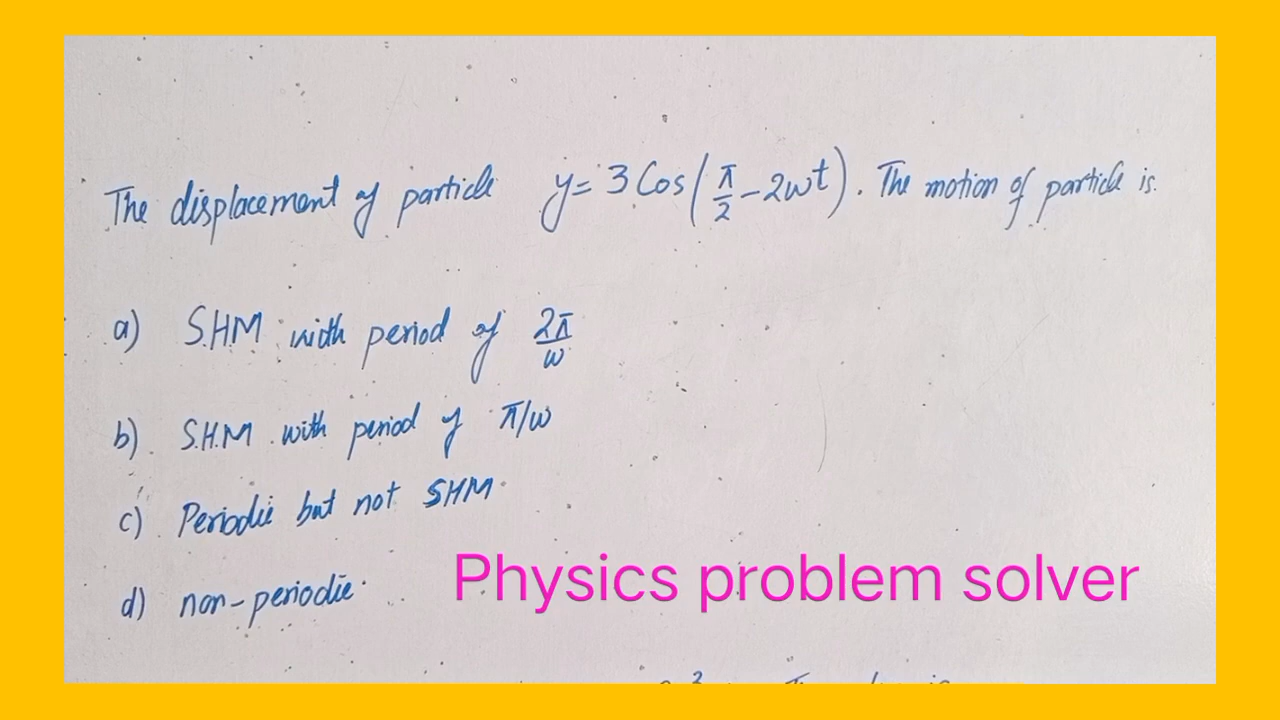 The displacement of particle y= 3 Cos(π/2 - 2ωt). The motion of particle is.
a) S.H.M with period of 2π/ω
b) S.H.M. with period of π/ω
c) Periodic but not SHM.
d) non-periodic.
Physics problem solver